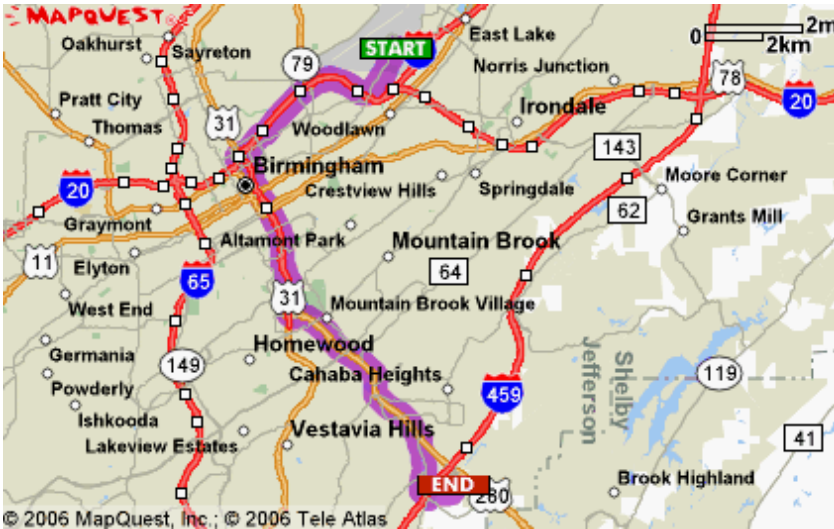 MAPQUEST
Oakhurst
Sayreton
START
East Lake
0
2mi
2km
79
Norris Junction
78
Pratt City
31
Irondale
20
Thomas
Woodlawn
143
Birmingham
20
Crestview Hills
Springdale
Moore Corner
62
Graymont
Altamont Park
Mountain Brook
Grants Mill
11
Elyton
65
64
West End
31
Mountain Brook Village
Germania
149
Homewood
Jefferson
Shelby
119
Powderly
Cahaba Heights
459
Ishkooda
Vestavia Hills
41
Lakeview Estates
END
280
Brook Highland
© 2006 MapQuest, Inc.; © 2006 Tele Atlas